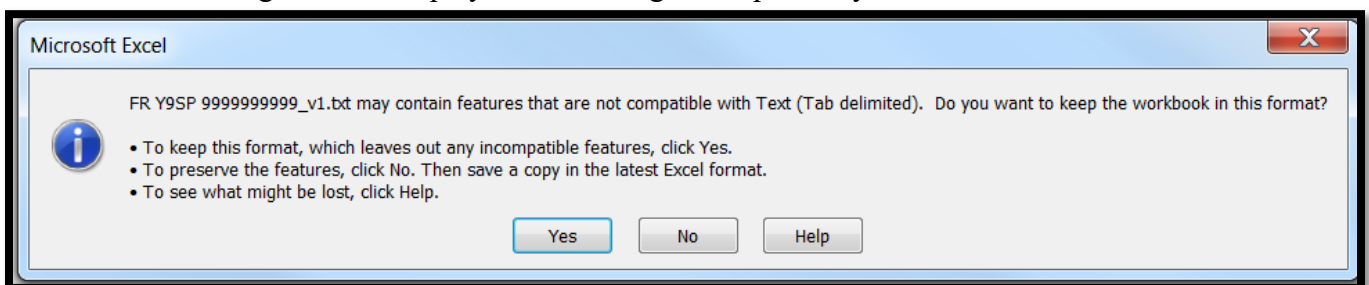 Microsoft Excel
FR Y9SP 9999999999_v1.txt may contain features that are not compatible with Text (Tab delimited).  Do you want to keep the workbook in this format?
• To keep this format, which leaves out any incompatible features, click Yes.
• To preserve the features, click No. Then save a copy in the latest Excel format.
• To see what might be lost, click Help.
Yes No Help